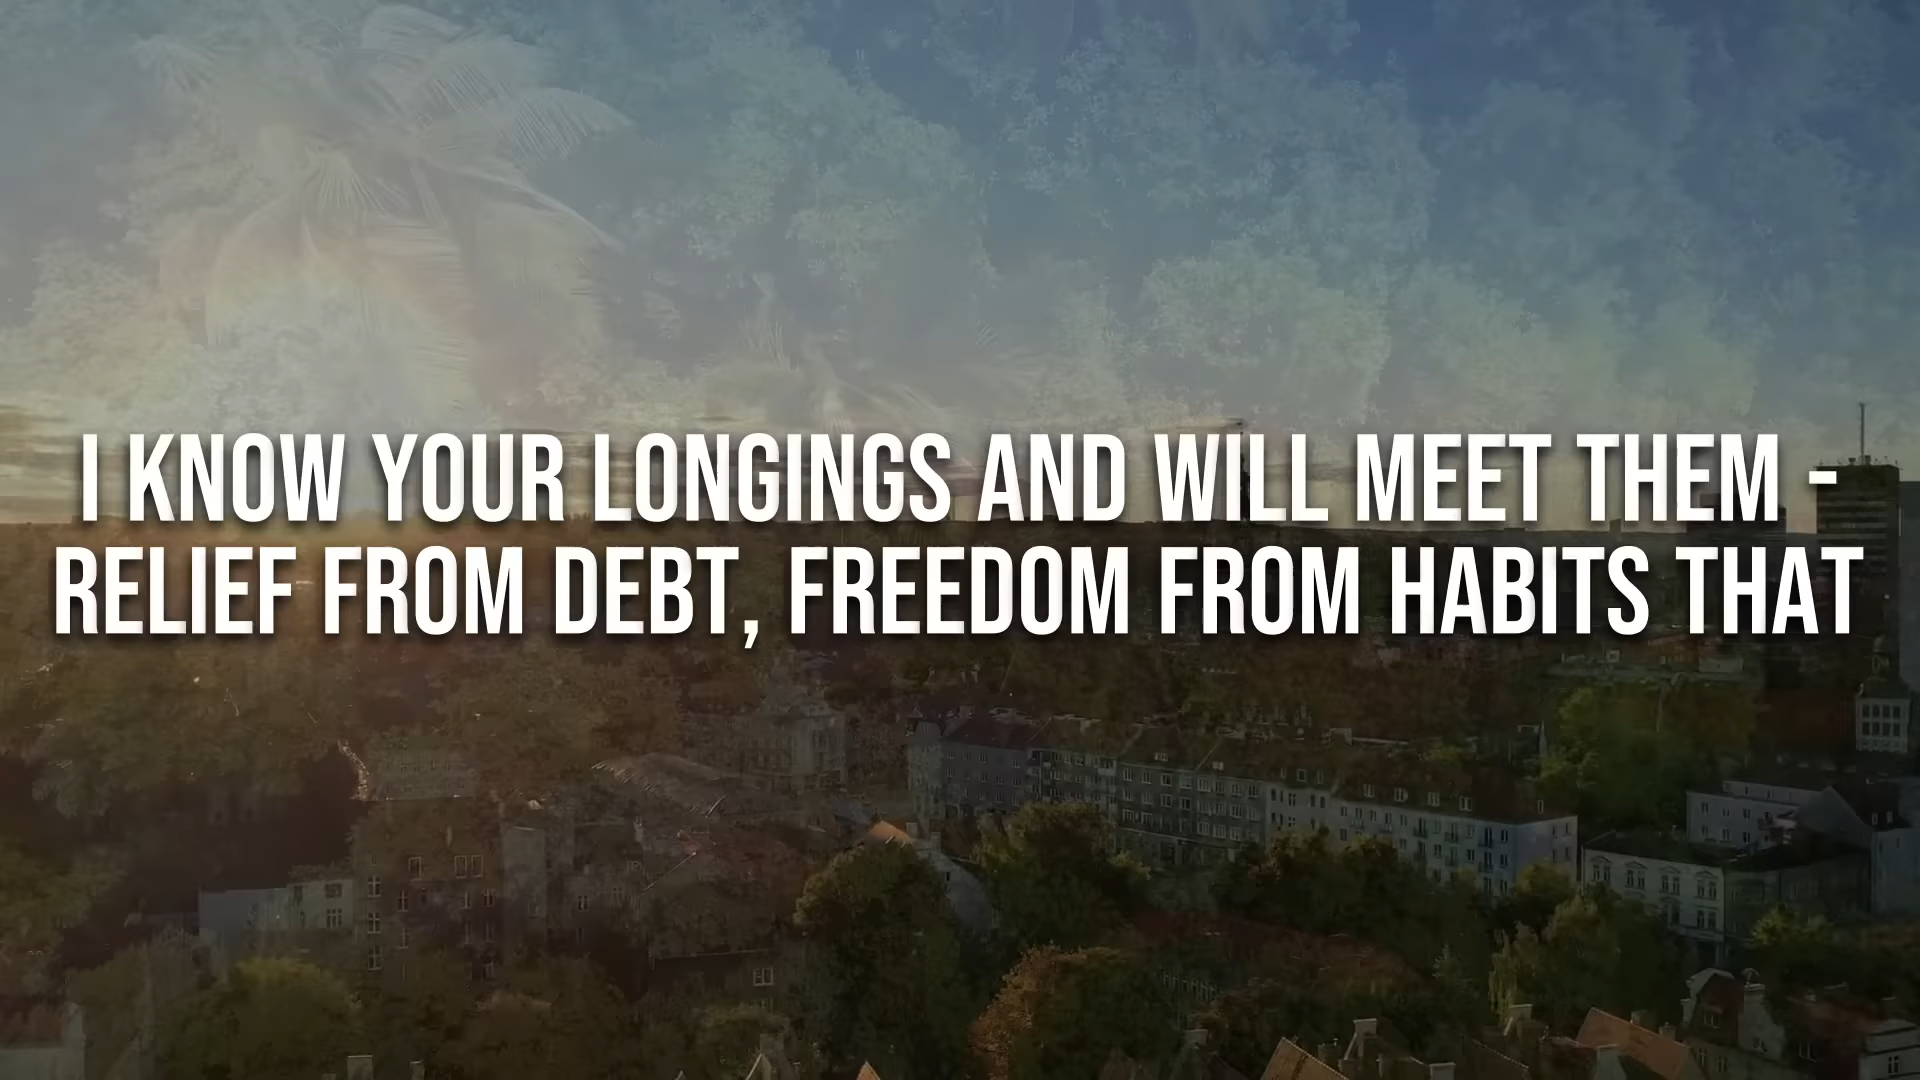 I KNOW YOUR LONGINGS AND WILL MEET THEM -
RELIEF FROM DEBT, FREEDOM FROM HABITS THAT